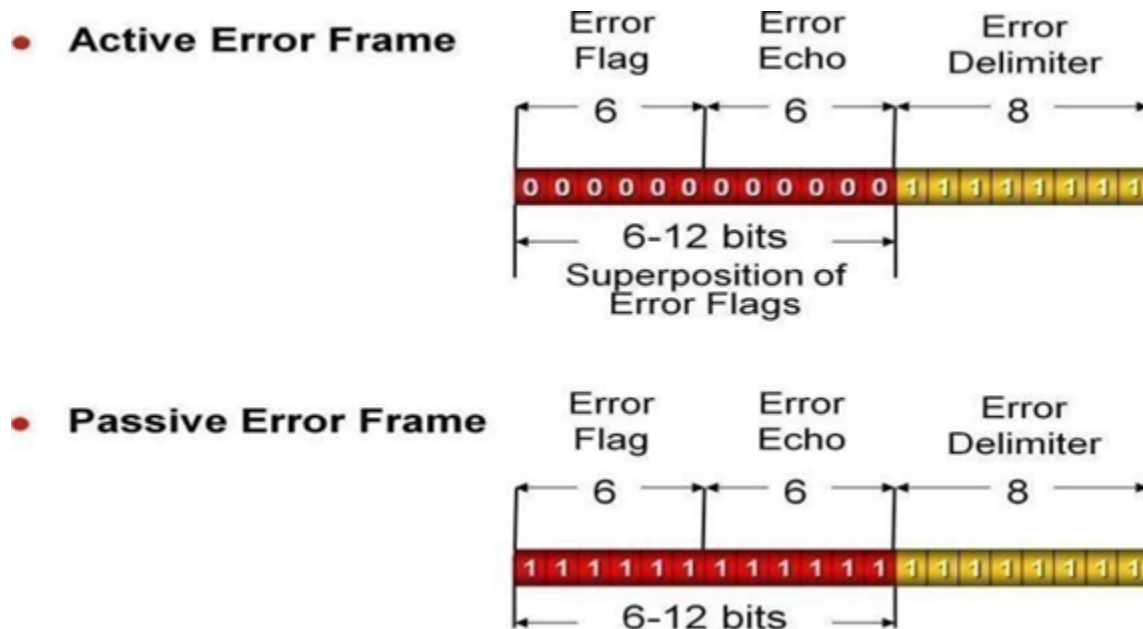 Active Error Frame
Error Flag
Error Echo
Error Delimiter
6 6 8
0 0 0 0 0 0 0 0 0 0 0 0 1 1 1 1 1 1 1 1
6-12 bits
Superposition of
Error Flags
Passive Error Frame
Error Flag
Error Echo
Error Delimiter
6 6 8
1 1 1 1 1 1 1 1 1 1 1 1 1 1 1 1 1 1 1 1
6-12 bits